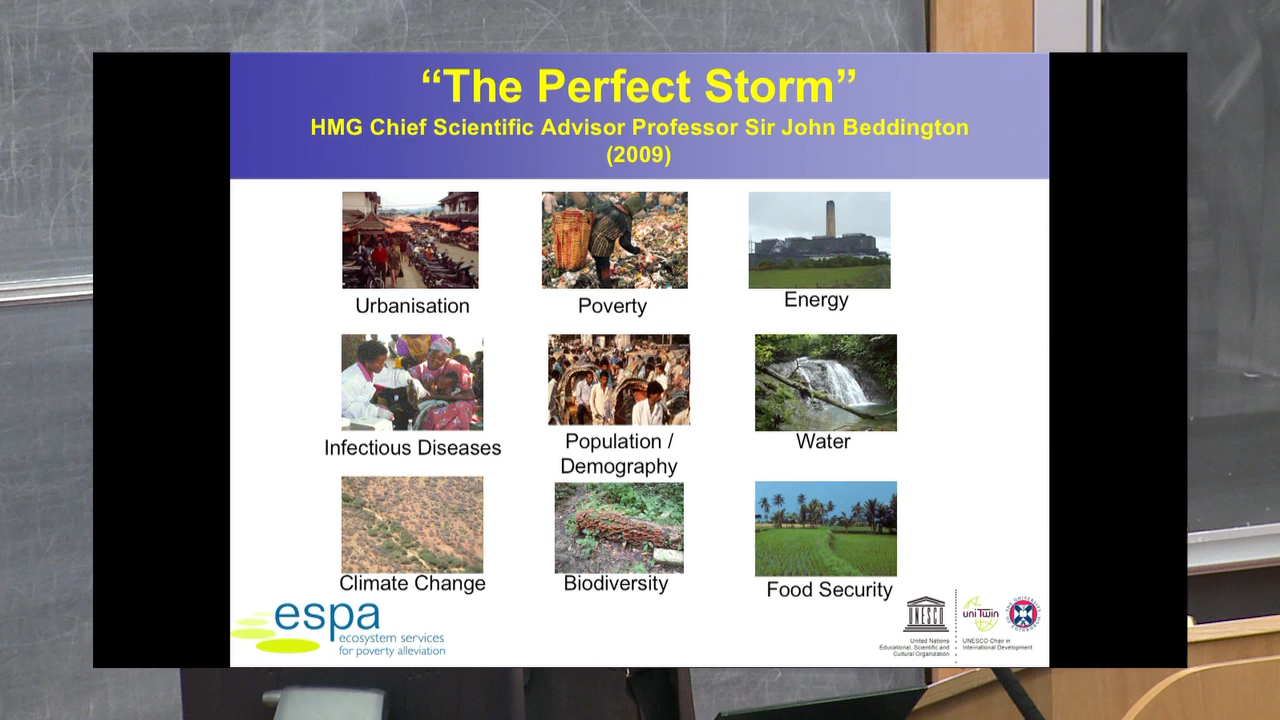 “The Perfect Storm”
HMG Chief Scientific Advisor Professor Sir John Beddington
(2009)
Urbanisation
Poverty
Energy
Infectious Diseases
Population /
Demography
Water
Climate Change
Biodiversity
Food Security
espa
ecosystem services
for poverty alleviation
UNESCO
United Nations
Educational, Scientific and
Cultural Organization
uniTwin
UNESCO Chair in
International Development